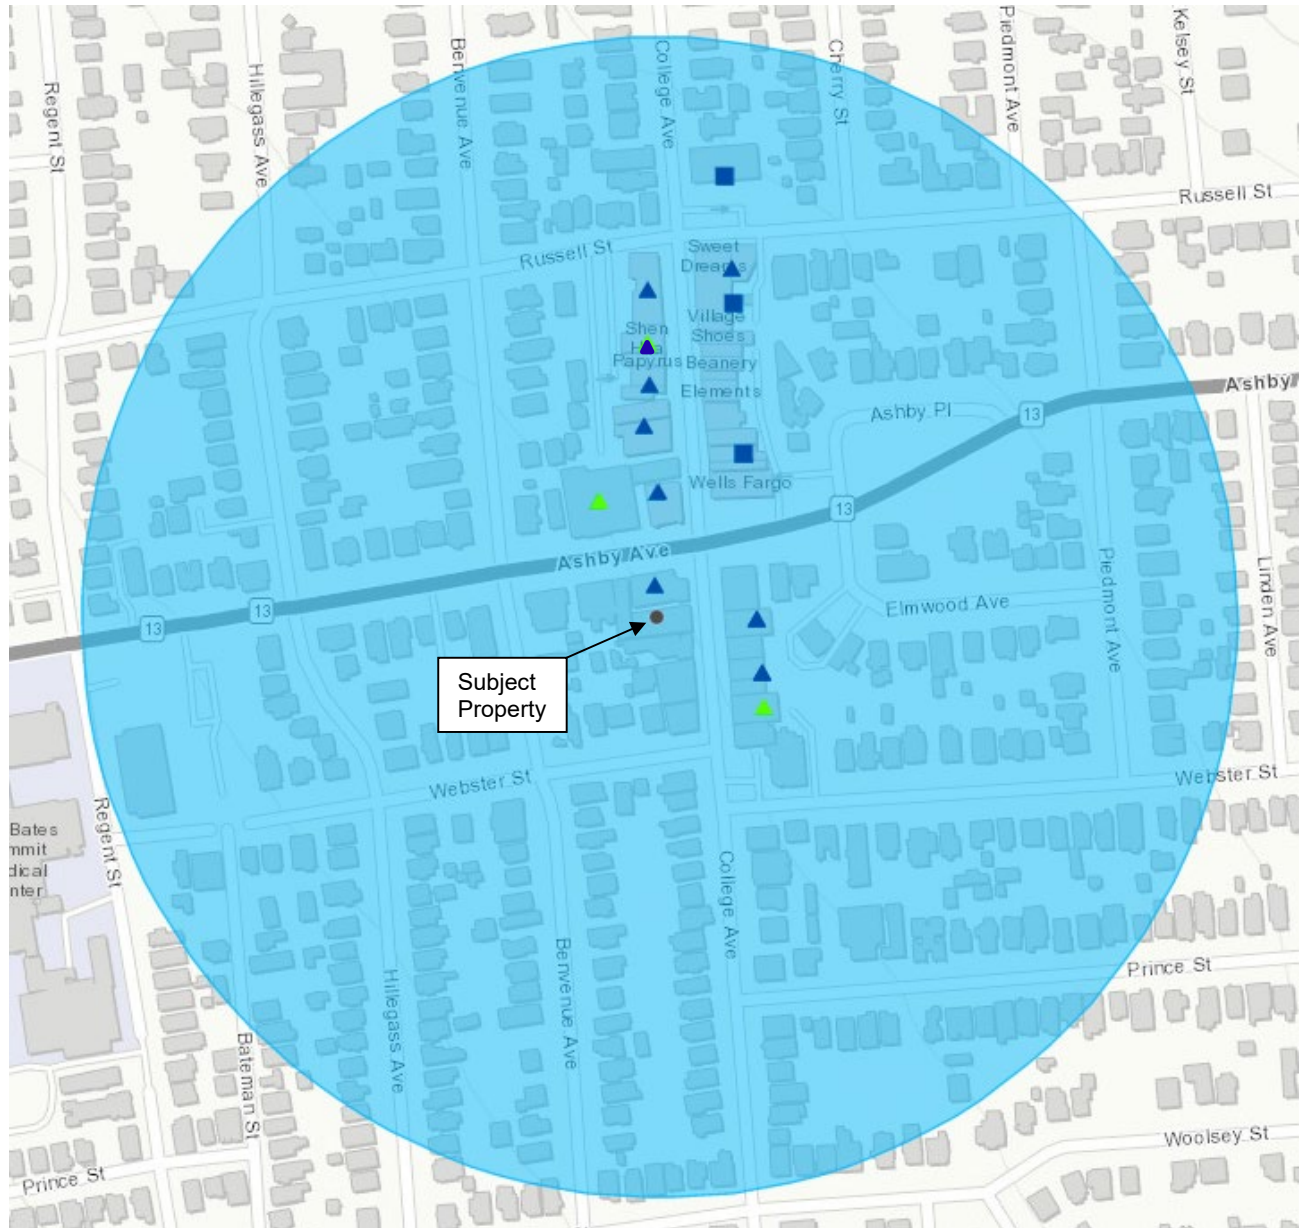 Regent St
Hillegass Ave
Benvenue Ave
College Ave
Cherry St
Piedmont Ave
Kelsey St
Russell St
Russell St
Sweet
Dreams
Village
Shoes
Shen
Hua
Papyrus
Beanery
Elements
Ashby
13
Ashby Pl
Wells Fargo
13
Ashby Ave
Piedmont Ave
Linden Ave
Elmwood Ave
13
13
Subject
Property
Webster St
Webster St
Regent St
Bates
mmit
dical
nter
College Ave
Benvenue Ave
Hillegass Ave
Prince St
Bateman St
Woolsey St
Prince St